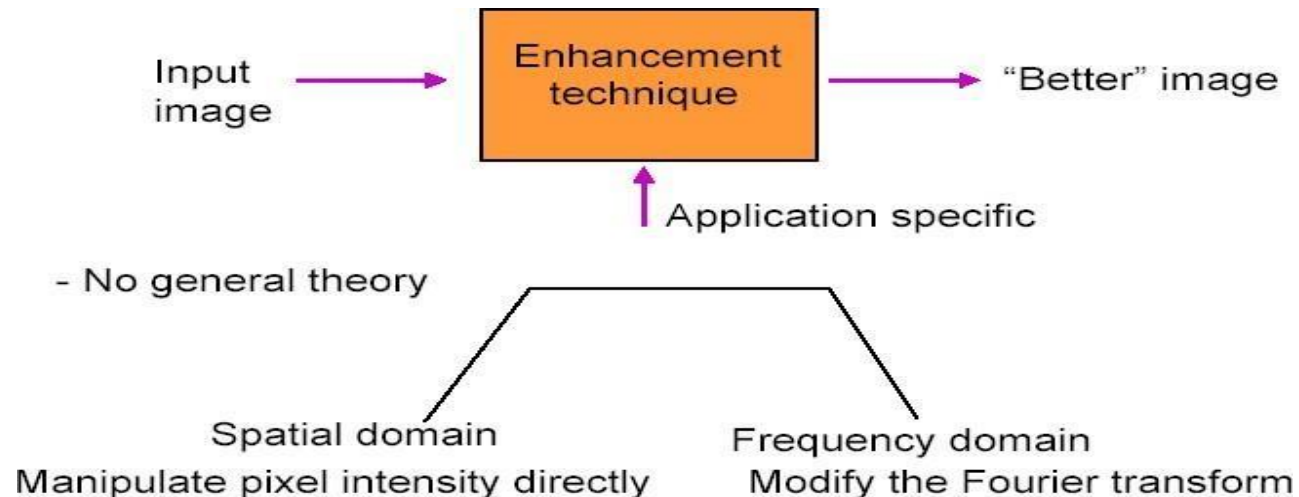 Input
image
Enhancement
technique
“Better” image
Application specific
- No general theory
Spatial domain
Manipulate pixel intensity directly
Frequency domain
Modify the Fourier transform